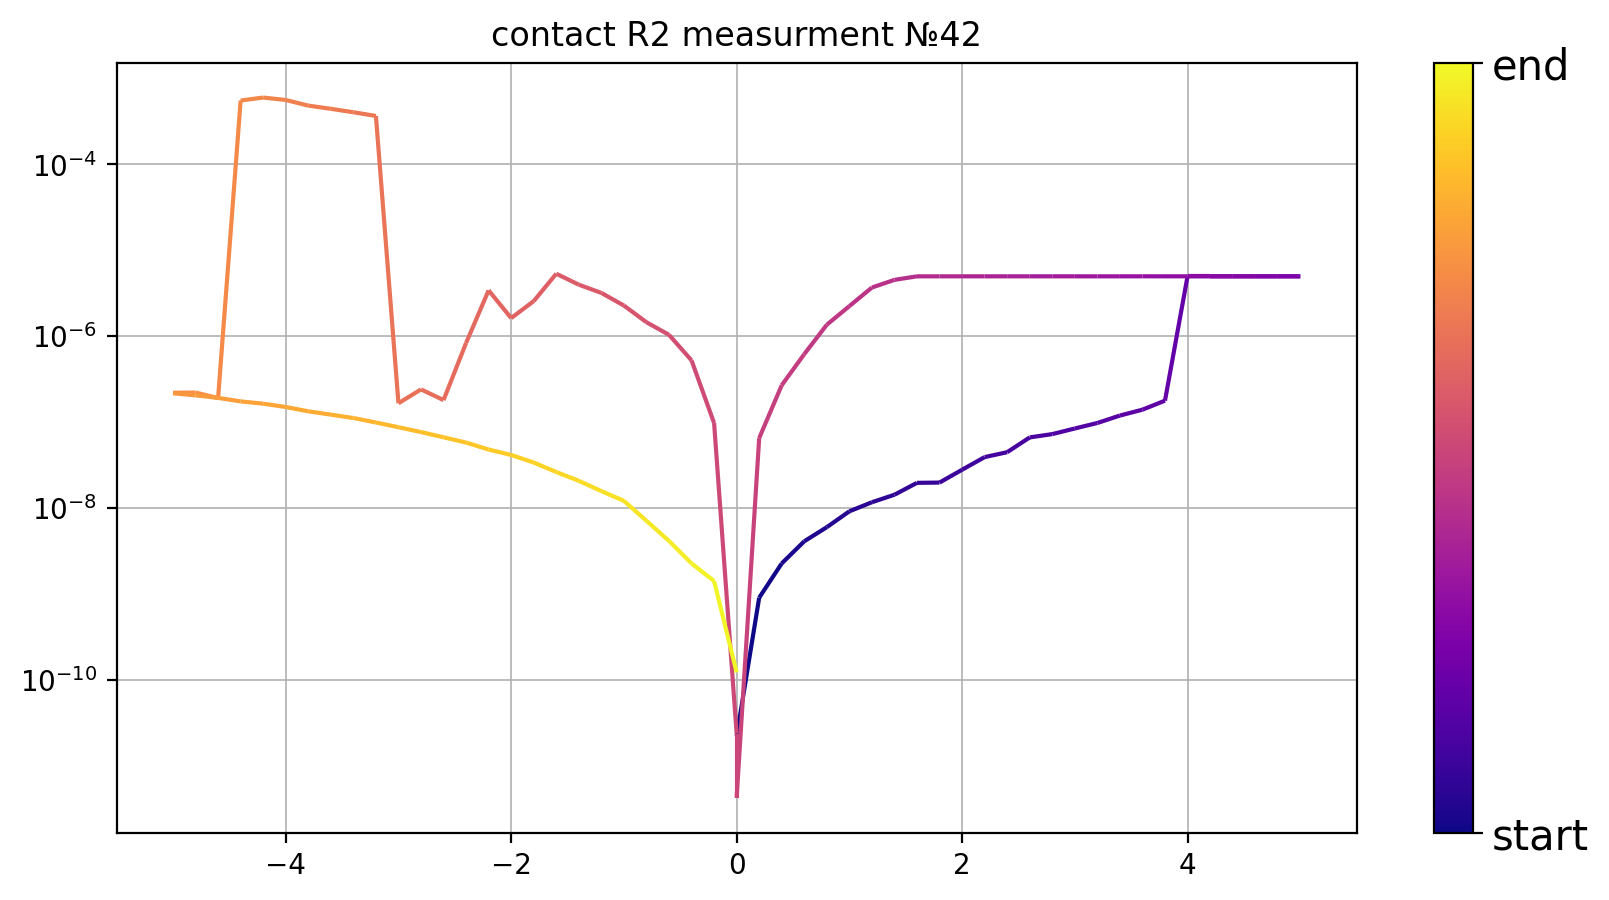 contact R2 measurment №42
10⁻⁴
10⁻⁶
10⁻⁸
10⁻¹⁰
−4 −2 0 2 4
end
start